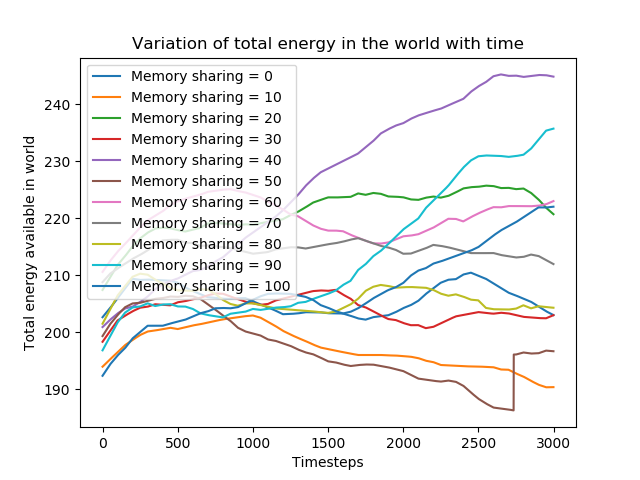 Variation of total energy in the world with time
Total energy available in world
240
230
220
210
200
190
Memory sharing = 0
Memory sharing = 10
Memory sharing = 20
Memory sharing = 30
Memory sharing = 40
Memory sharing = 50
Memory sharing = 60
Memory sharing = 70
Memory sharing = 80
Memory sharing = 90
Memory sharing = 100
0 500 1000 1500 2000 2500 3000
Timesteps